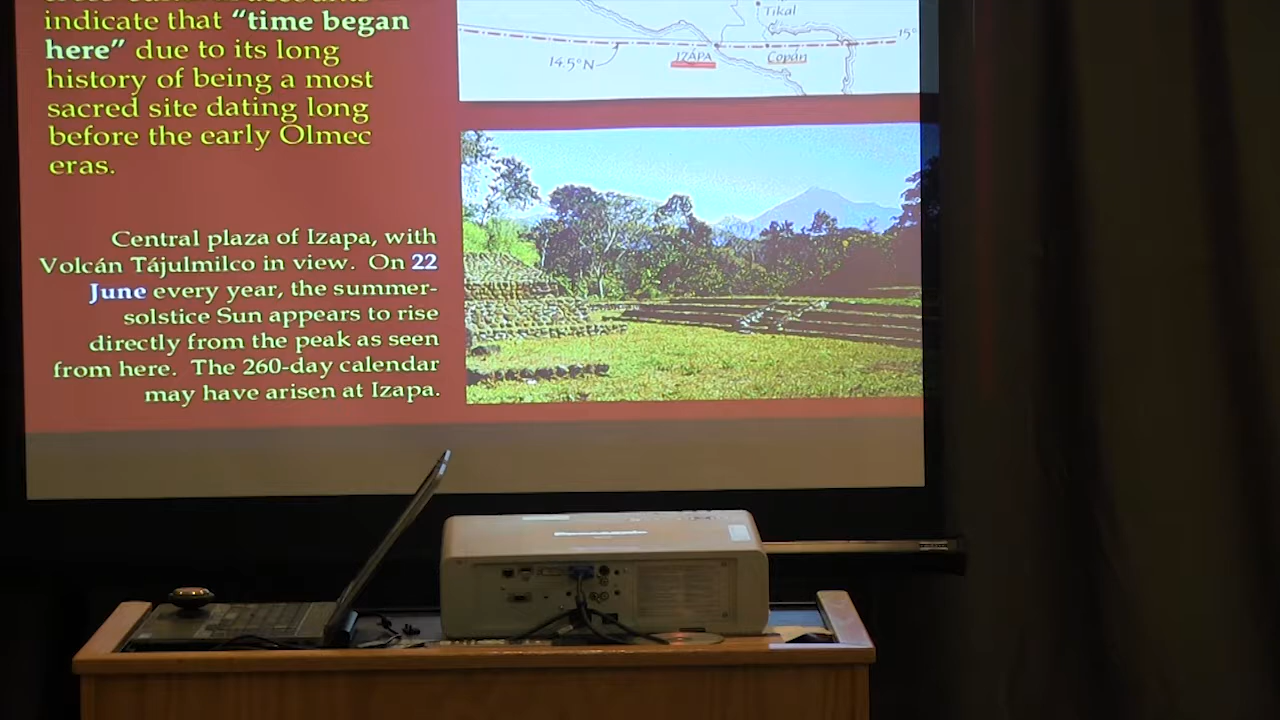 indicate that “time began
here” due to its long
history of being a most
sacred site dating long
before the early Olmec
eras.
Tikal
15°
14.5°N
IZAPA
Copán
Central plaza of Izapa, with
Volcán Tájulmilco in view. On 22
June every year, the summer-
solstice Sun appears to rise
directly from the peak as seen
from here. The 260-day calendar
may have arisen at Izapa.